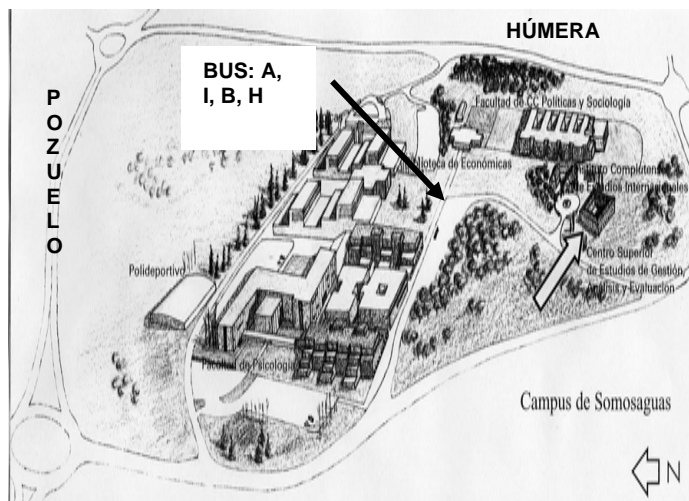 HÚMERA
BUS: A,
I, B, H
POZUELO
Facultad de CC Políticas y Sociología
Biblioteca de Económicas
Instituto Complutense
de Estudios Internacionales
Polideportivo
Centro Superior
de Estudios de Gestión,
Análisis y Evaluación
Facultad de Psicología
Campus de Somosaguas
N